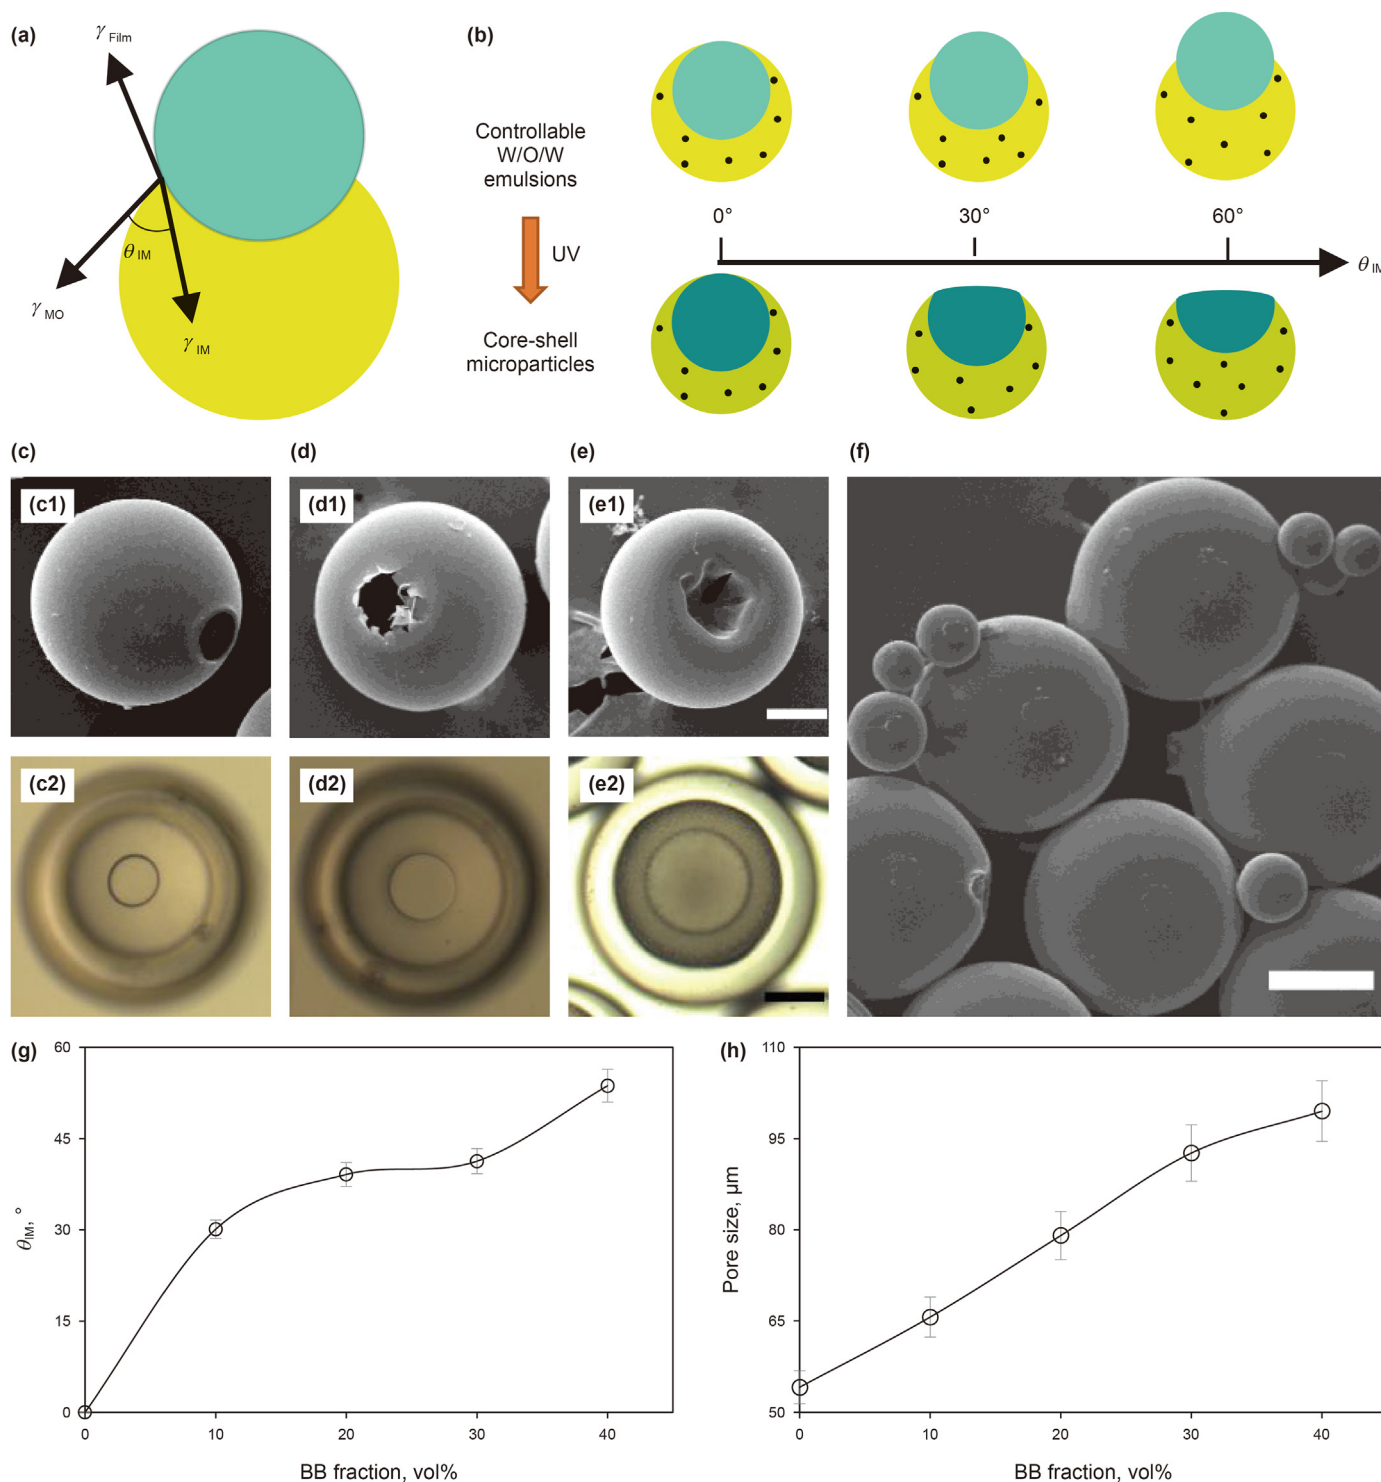 (a)
γ Film
θ IM
γ MO
γ IM
(b)
Controllable
W/O/W
emulsions
UV
Core-shell
microparticles
0°
30°
60°
θ IM
(c)
(d)
(e)
(f)
(c1)
(d1)
(e1)
(c2)
(d2)
(e2)
(g)
60
45
30
15
0
θIM, °
0
10
20
30
40
BB fraction, vol%
(h)
110
95
80
65
50
Pore size, μm
0
10
20
30
40
BB fraction, vol%